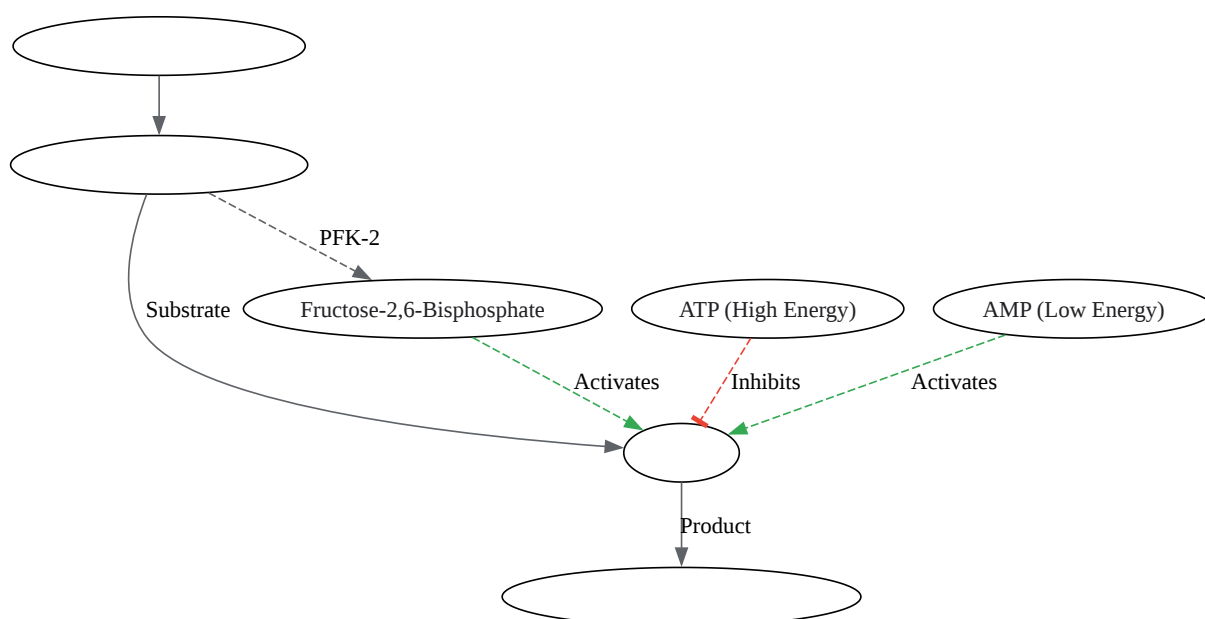 PFK-2
Substrate
Fructose-2,6-Bisphosphate
ATP (High Energy)
AMP (Low Energy)
Activates
Inhibits
Activates
Product